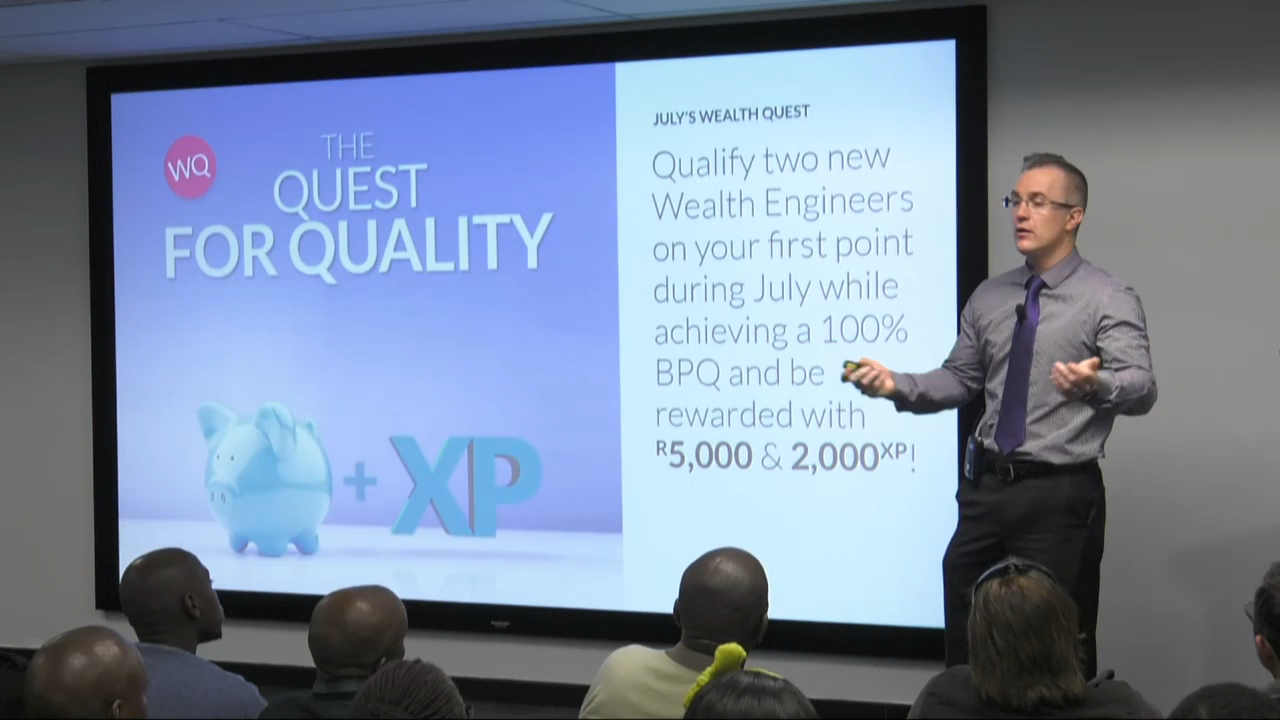 WQ
THE
QUEST
FOR QUALITY
+ XP
JULY'S WEALTH QUEST
Qualify two new
Wealth Engineers
on your first point
during July while
achieving a 100%
BPQ and be
rewarded with
R5,000 & 2,000XP!